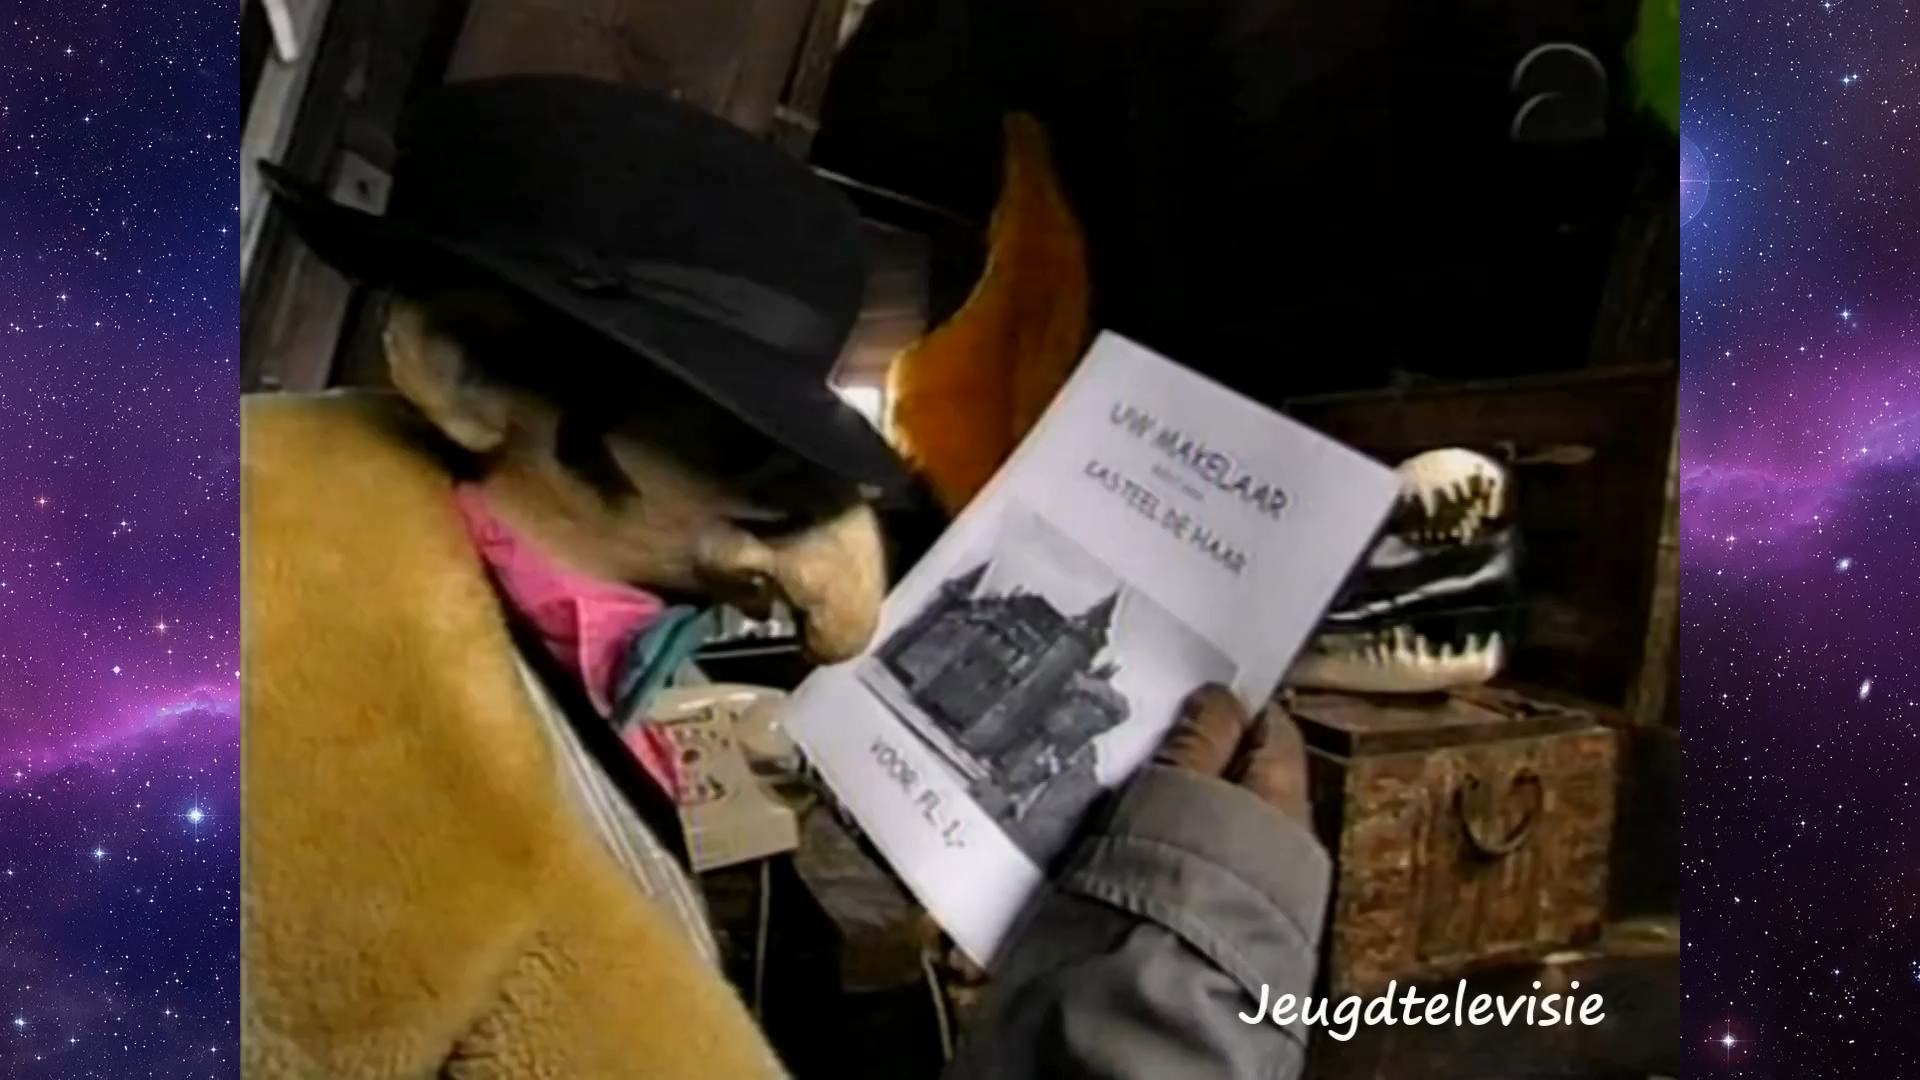 UW MAKELAAR
KASTEEL DE HAAR
VOOR FL. 1,-
Jeugdtelevisie